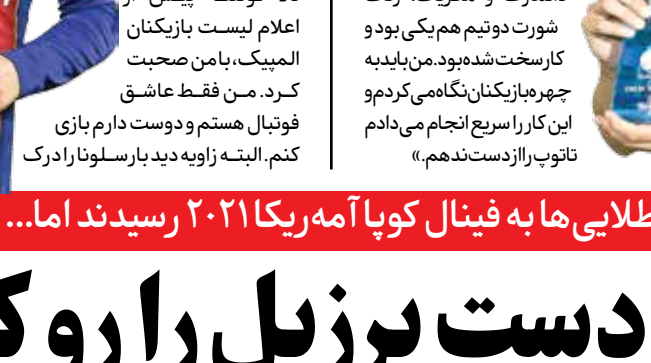 شورت دو تیم هم یکی بود و
کار سخت شده بود. من باید به
چهره بازیکنان نگاه می‌کردم و
این کار را سریع انجام می‌دادم
تا توپ را از دست ندهم.»
اعلام لیست بازیکنان
المپیک، با من صحبت
کرد. من فقط عاشق
فوتبال هستم و دوست دارم بازی
کنم. البته زاویه دید بارسلونا را درک
طلایی‌ها به فینال کوپا آمه‌ریکا ۲۰۲۱ رسیدند اما...
دست برزیل را رو